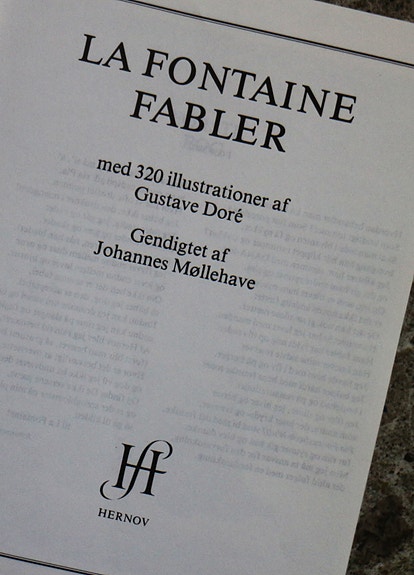 LA FONTAINE
FABLER
med 320 illustrationer af
Gustave Doré
Gendigtet af
Johannes Møllehave
HERNOV